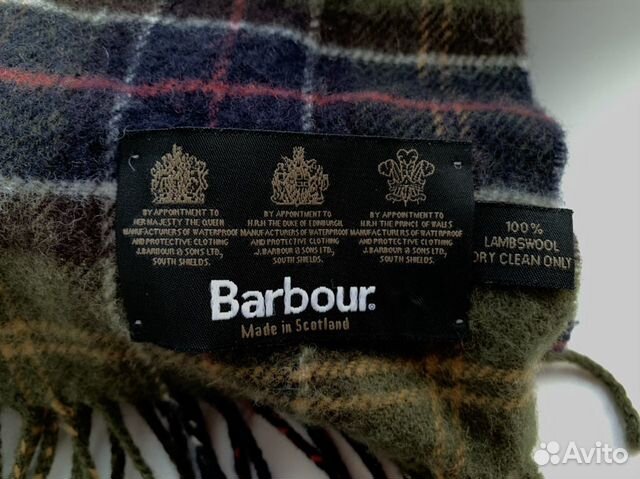 BY APPOINTMENT TO
HER MAJESTY THE QUEEN
MANUFACTURERS OF WATERPROOF
AND PROTECTIVE CLOTHING
J.BARBOUR & SONS LTD.
SOUTH SHIELDS.
BY APPOINTMENT TO
H.R.H THE DUKE OF EDINBURGH
MANUFACTURERS OF WATERPROOF
AND PROTECTIVE CLOTHING
J.BARBOUR & SONS LTD.
SOUTH SHIELDS.
BY APPOINTMENT TO
H.R.H THE PRINCE OF WALES
MANUFACTURERS OF WATERPROOF
AND PROTECTIVE CLOTHING
J.BARBOUR & SONS LTD.
SOUTH SHIELDS.
Barbour®
Made in Scotland
100%
LAMBSWOOL
DRY CLEAN ONLY
Avito